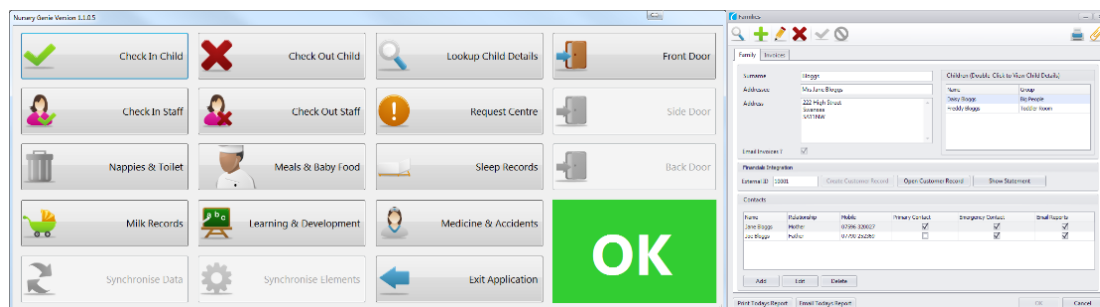 Nursery Genie Version 1.1.0.5
Check In Child
Check Out Child
Lookup Child Details
Front Door
Check In Staff
Check Out Staff
Request Centre
Side Door
Nappies & Toilet
Meals & Baby Food
Sleep Records
Back Door
Milk Records
Learning & Development
Medicine & Accidents
OK
Synchronise Data
Synchronise Elements
Exit Application
Families
Family Invoices
Surname Bloggs
Addressee Mrs Jane Bloggs
Address 222 High Street
Swansea
Email Invoices?
Children (Double Click to View Child Details)
Name Group
Daisy Bloggs Big People
Freddy Bloggs Toddler Room
Financials Integration
External ID 10001 Create Customer Record Open Customer Record Show Statement
Contacts
Name Relationship Mobile Primary Contact Emergency Contact Email Reports
Jane Bloggs Mother
Joe Bloggs Father
Add Edit Delete
Print Todays Report Email Todays Report OK Cancel